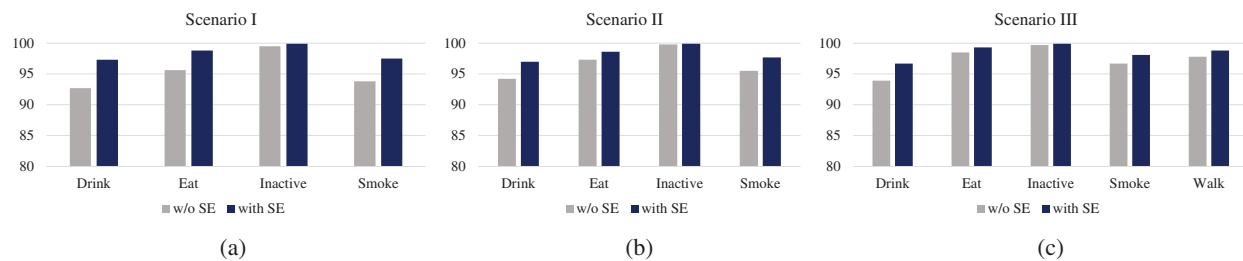 Scenario I
100
95
90
85
80
Drink Eat Inactive Smoke
w/o SE with SE
(a)
Scenario II
100
95
90
85
80
Drink Eat Inactive Smoke
w/o SE with SE
(b)
Scenario III
100
95
90
85
80
Drink Eat Inactive Smoke Walk
w/o SE with SE
(c)